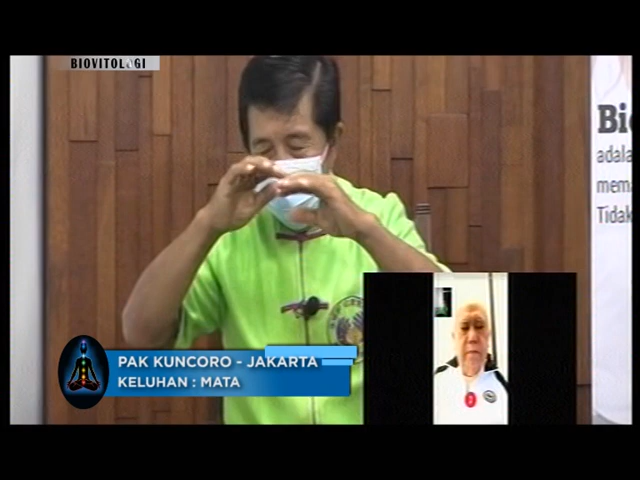 BIOVITOLOGI
Bio
adala
mema
Tidak
PAK KUNCORO - JAKARTA
KELUHAN : MATA